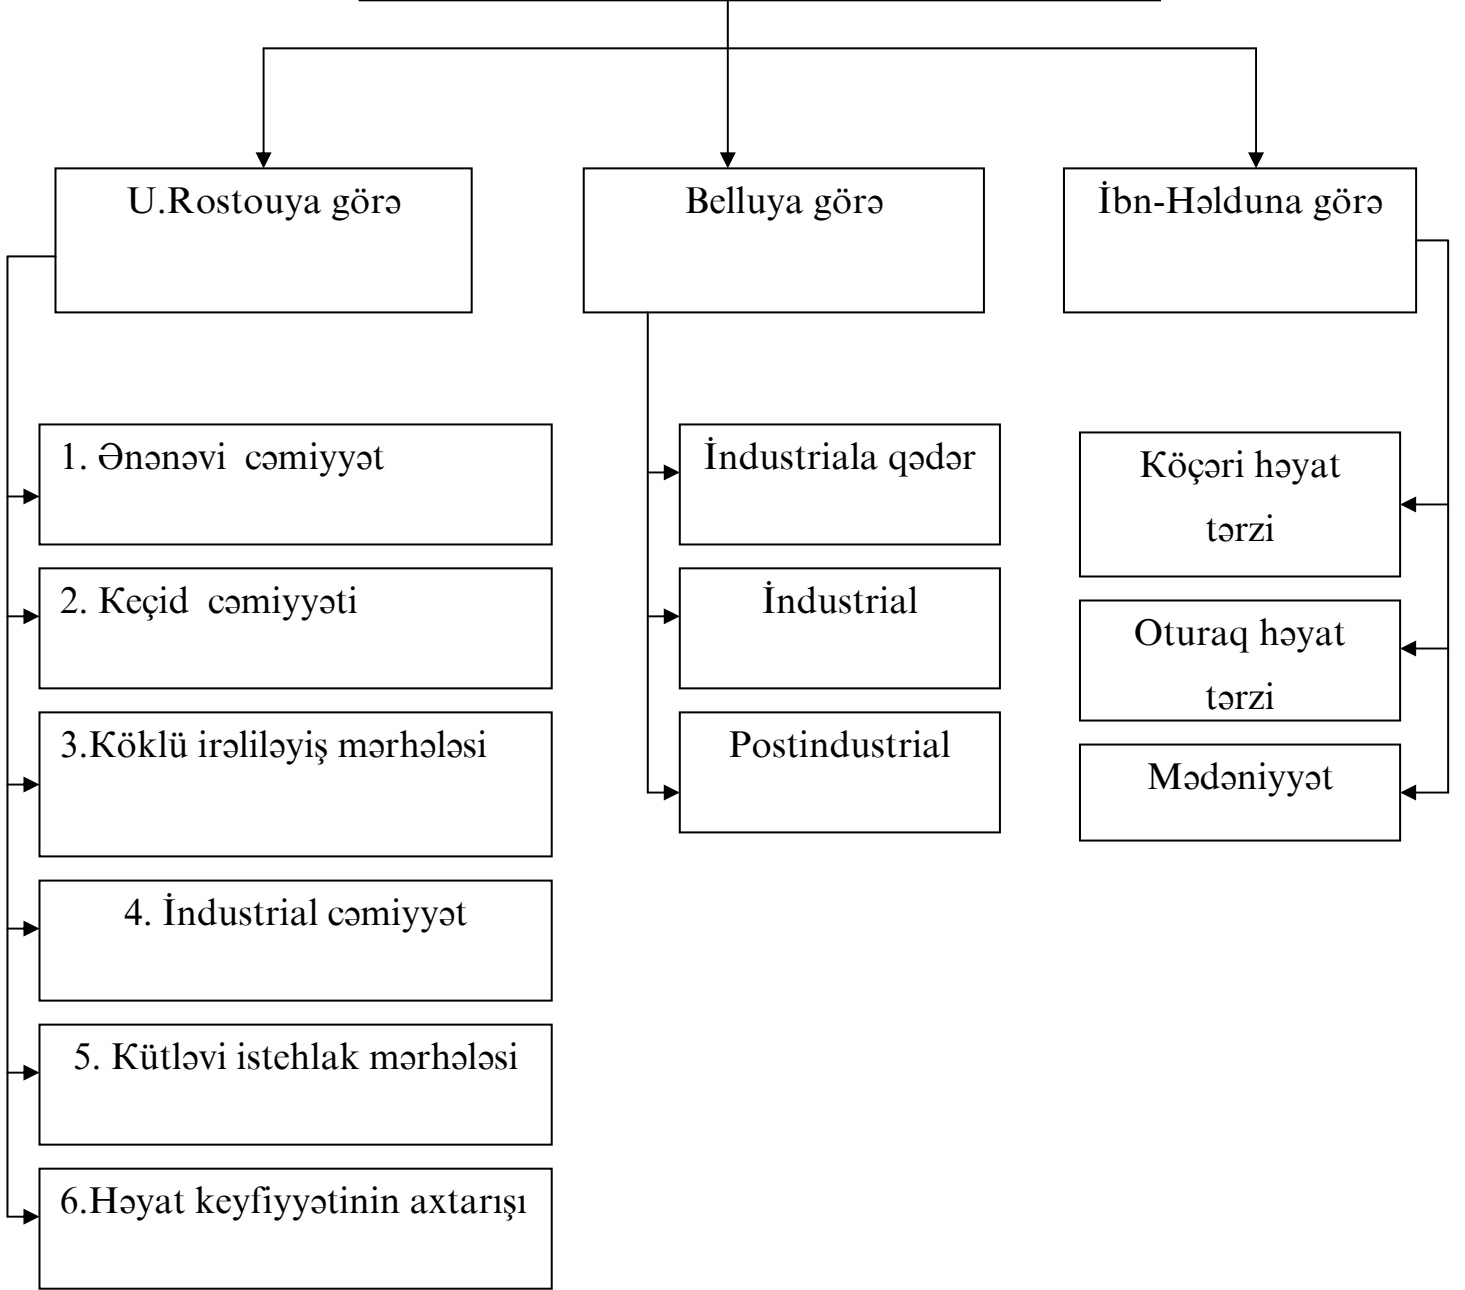 U.Rostouya görə
Belluya görə
İbn-Həlduna görə
1. Ənənəvi  cəmiyyət
2. Keçid  cəmiyyəti
3.Köklü irəliləyiş mərhələsi
4. İndustrial cəmiyyət
5. Kütləvi istehlak mərhələsi
6.Həyat keyfiyyətinin axtarışı
İndustriala qədər
İndustrial
Postindustrial
Köçəri həyat
tərzi
Oturaq həyat
tərzi
Mədəniyyət